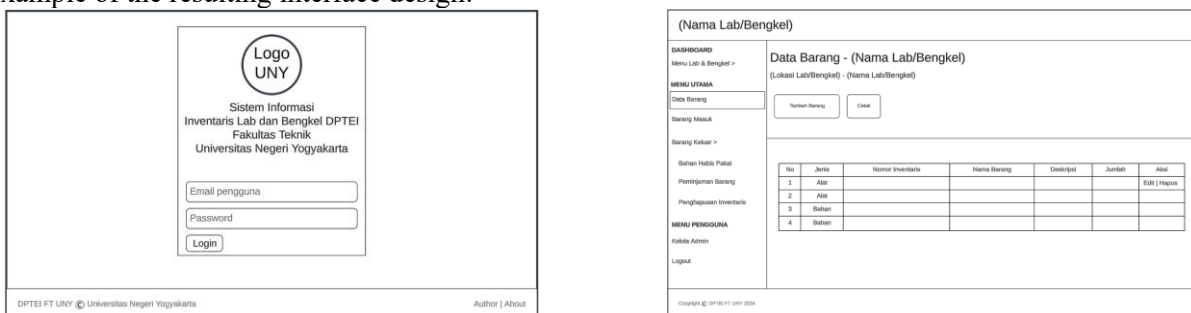 xample of the resulting interface design.
Logo
UNY
Sistem Informasi
Inventaris Lab dan Bengkel DPTEI
Fakultas Teknik
Universitas Negeri Yogyakarta
Email pengguna
Password
Login
DPTEI FT UNY © Universitas Negeri Yogyakarta
Author | About
(Nama Lab/Bengkel)
DASHBOARD
Menu Lab & Bengkel >
MENU UTAMA
Data Barang
Barang Masuk
Barang Keluar >
Bahan Habis Pakai
Peminjaman Barang
Penghapusan Inventaris
MENU PENGGUNA
Kelola Admin
Logout
Data Barang - (Nama Lab/Bengkel)
(Lokasi Lab/Bengkel) - (Nama Lab/Bengkel)
Tambah Barang
Cetak
No Jenis Nomor Inventaris Nama Barang Deskripsi Jumlah Aksi
1 Alat Edit | Hapus
2 Alat
3 Bahan
4 Bahan
Copyright © DPTEI FT UNY 2024